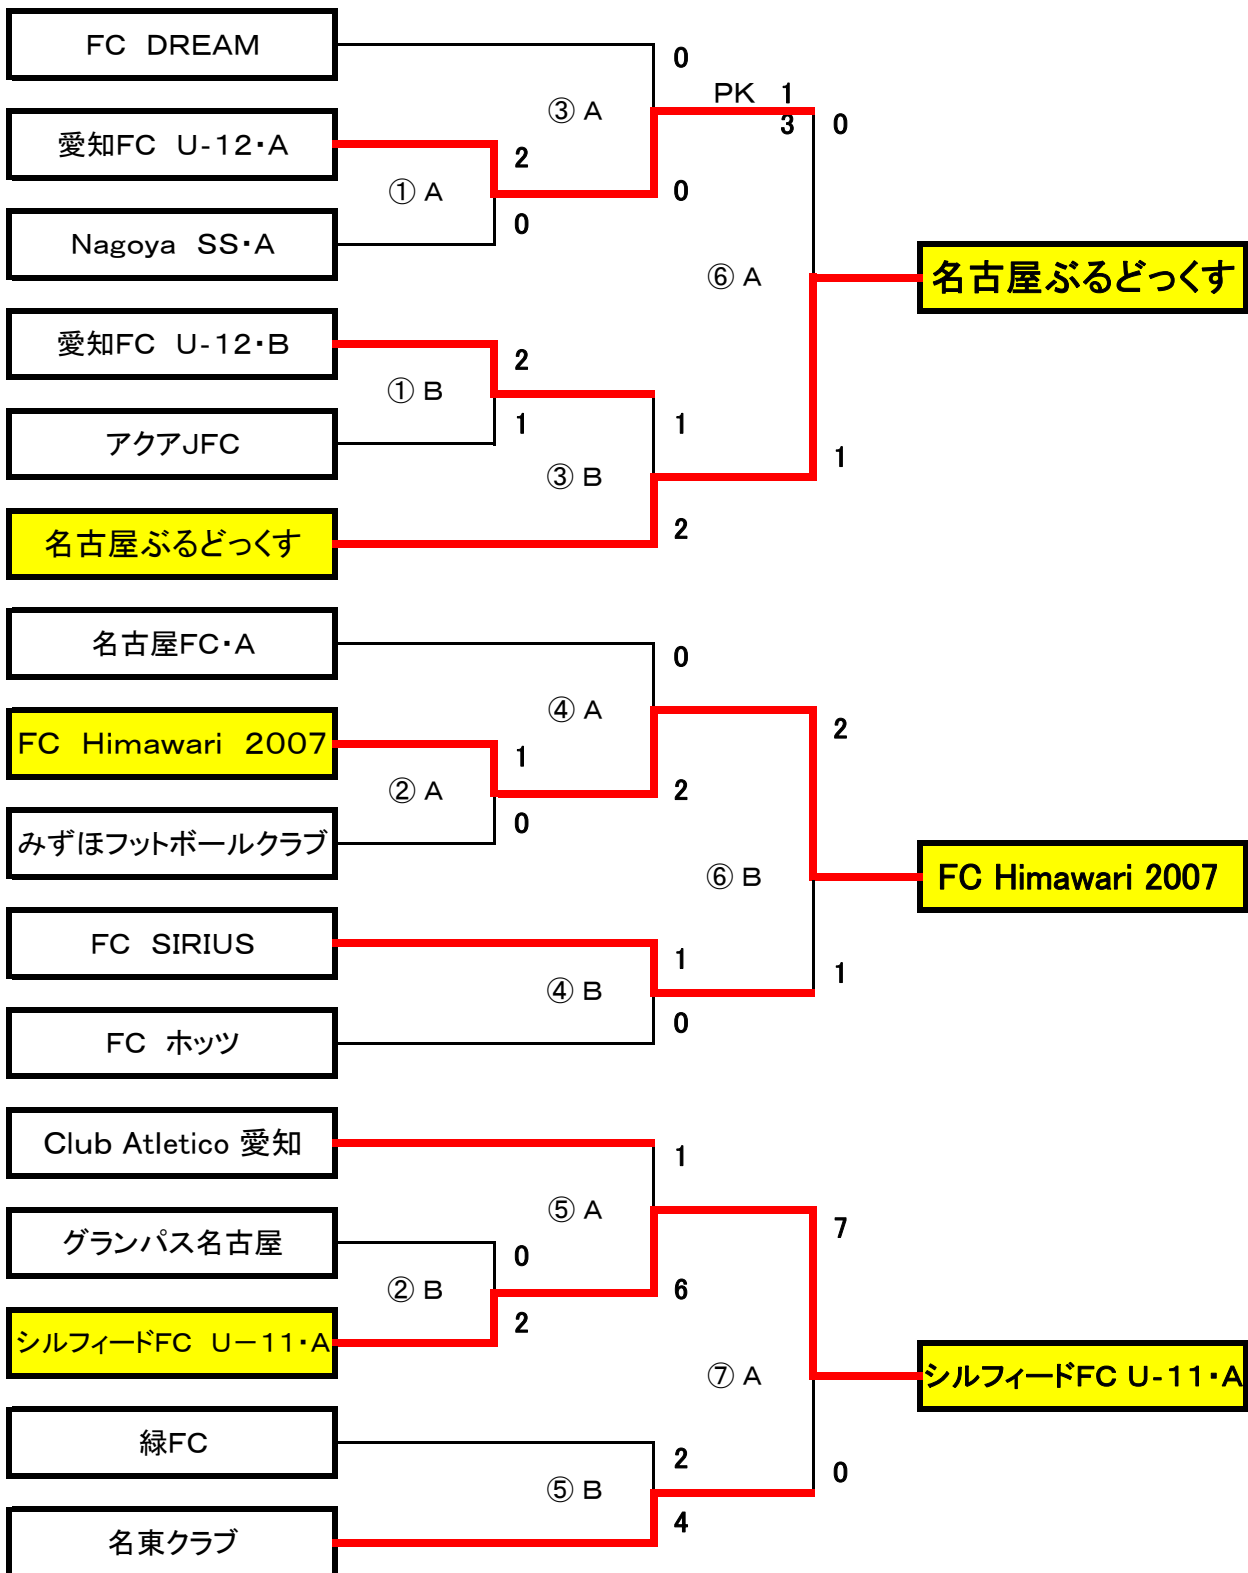 FC　DREAM
0
PK　1
③ A
3
0
愛知FC　U-12・A
2
① A
0
0
Nagoya　SS・A
⑥ A
名古屋ぶるどっくす
愛知FC　U-12・B
2
① B
1
1
アクアJFC
1
③ B
2
名古屋ぶるどっくす
名古屋FC・A
0
④ A
2
FC　Himawari　2007
1
② A
2
0
みずほフットボールクラブ
⑥ B
FC Himawari 2007
FC　SIRIUS
1
1
④ B
0
FC　ホッツ
Club Atletico 愛知
1
⑤ A
7
グランパス名古屋
0
② B
6
2
シルフィードFC　U－11・A
⑦ A
シルフィードFC U-11・A
緑FC
2
0
⑤ B
4
名東クラブ